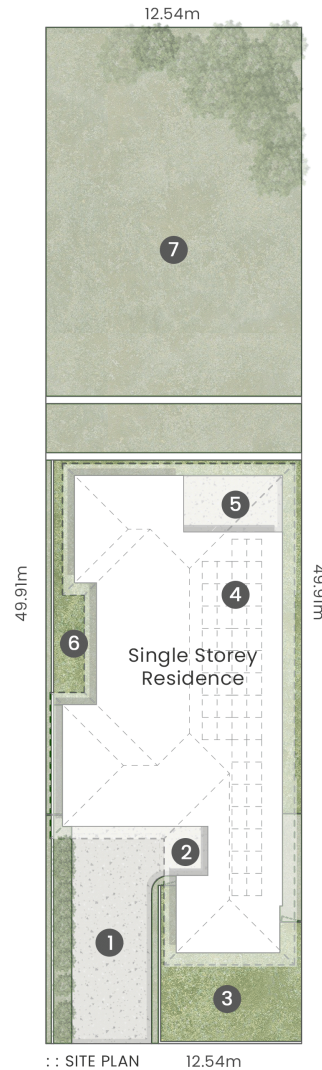 12.54m
7
5
49.91m
49.91m
4
6
Single Storey
Residence
2
1
3
: : SITE PLAN
12.54m